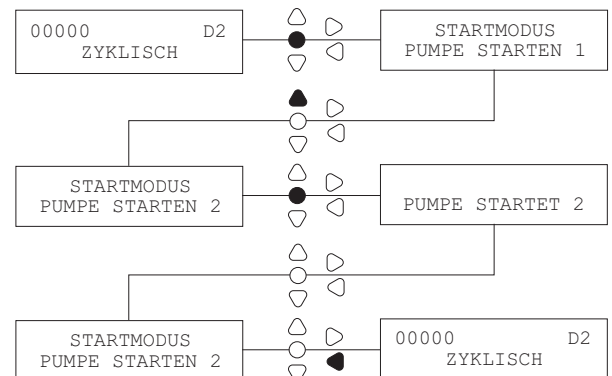 00000 D2
ZYKLISCH
STARTMODUS
PUMPE STARTEN 1
STARTMODUS
PUMPE STARTEN 2
PUMPE STARTET 2
STARTMODUS
PUMPE STARTEN 2
00000 D2
ZYKLISCH